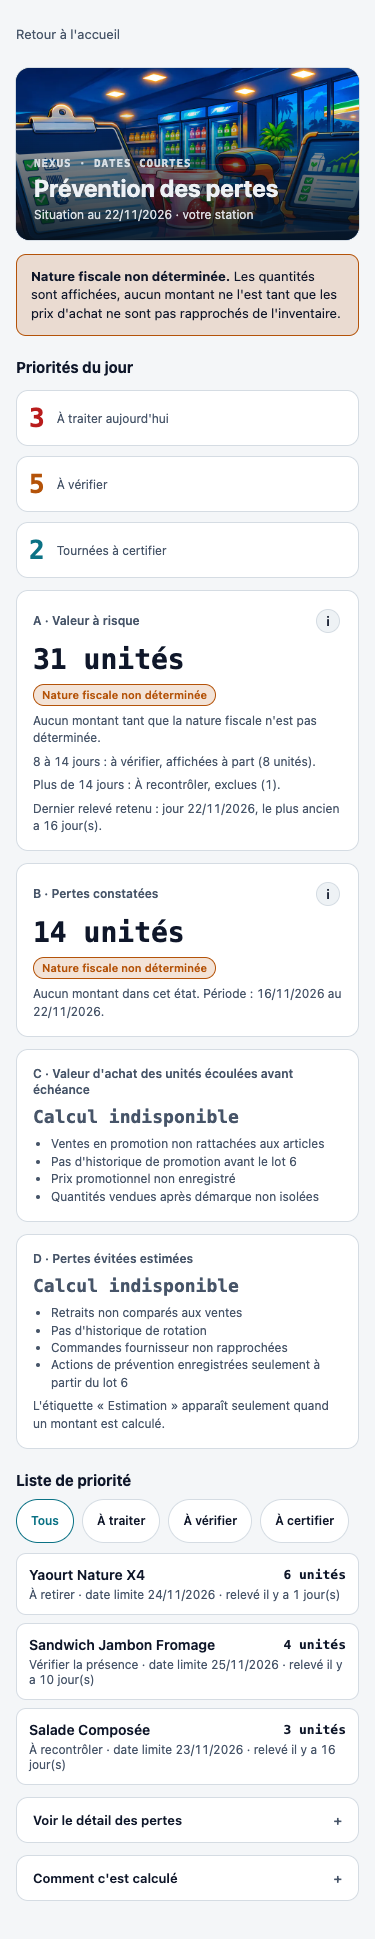 Retour à l'accueil
NEXUS · DATES COURTES
Prévention des pertes
Situation au 22/11/2026 · votre station
Nature fiscale non déterminée. Les quantités
sont affichées, aucun montant ne l'est tant que les
prix d'achat ne sont pas rapprochés de l'inventaire.
Priorités du jour
3 À traiter aujourd'hui
5 À vérifier
2 Tournées à certifier
A · Valeur à risque i
31 unités
Nature fiscale non déterminée
Aucun montant tant que la nature fiscale n'est pas
déterminée.
8 à 14 jours : à vérifier, affichées à part (8 unités).
Plus de 14 jours : À recontrôler, exclues (1).
Dernier relevé retenu : jour 22/11/2026, le plus ancien
a 16 jour(s).
B · Pertes constatées i
14 unités
Nature fiscale non déterminée
Aucun montant dans cet état. Période : 16/11/2026 au
22/11/2026.
C · Valeur d'achat des unités écoulées avant
échéance
Calcul indisponible
• Ventes en promotion non rattachées aux articles
• Pas d'historique de promotion avant le lot 6
• Prix promotionnel non enregistré
• Quantités vendues après démarque non isolées
D · Pertes évitées estimées
Calcul indisponible
• Retraits non comparés aux ventes
• Pas d'historique de rotation
• Commandes fournisseur non rapprochées
• Actions de prévention enregistrées seulement à
partir du lot 6
L'étiquette « Estimation » apparaît seulement quand
un montant est calculé.
Liste de priorité
Tous À traiter À vérifier À certifier
Yaourt Nature X4 6 unités
À retirer · date limite 24/11/2026 · relevé il y a 1 jour(s)
Sandwich Jambon Fromage 4 unités
Vérifier la présence · date limite 25/11/2026 · relevé il y
a 10 jour(s)
Salade Composée 3 unités
À recontrôler · date limite 23/11/2026 · relevé il y a 16
jour(s)
Voir le détail des pertes +
Comment c'est calculé +